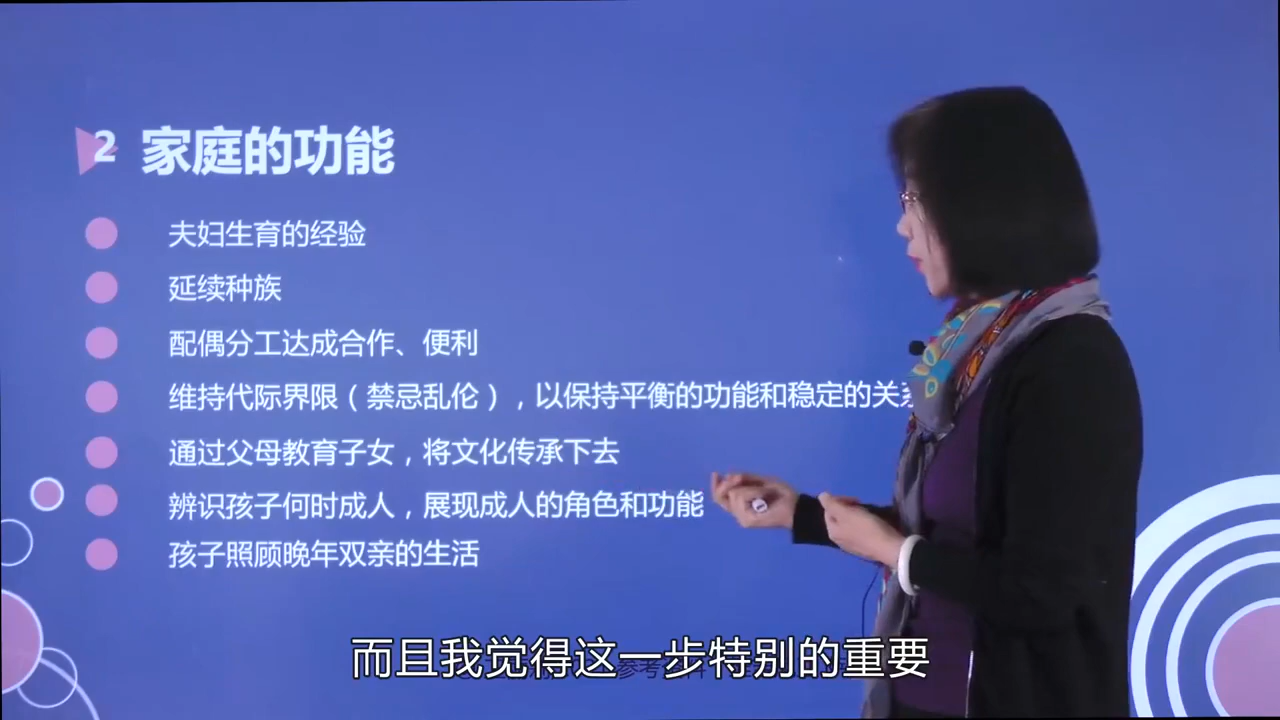 2 家庭的功能
夫妇生育的经验
延续种族
配偶分工达成合作、便利
维持代际界限（禁忌乱伦），以保持平衡的功能和稳定的关系
通过父母教育子女，将文化传承下去
辨识孩子何时成人，展现成人的角色和功能
孩子照顾晚年双亲的生活
而且我觉得这一步特别的重要